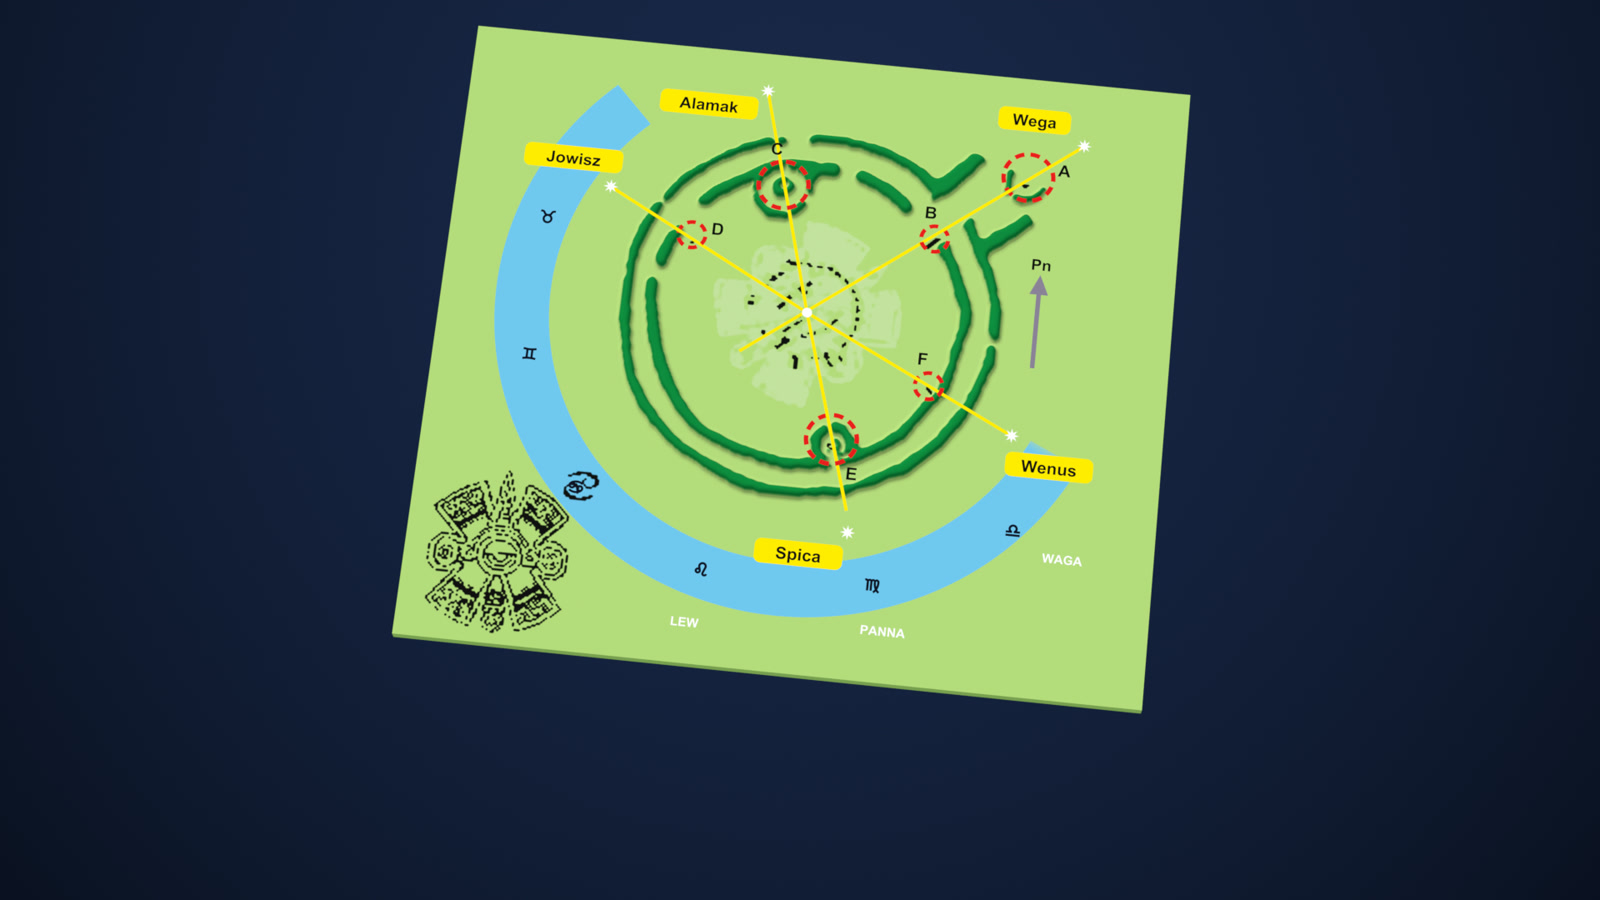 Alamak
Wega
C
Jowisz
A
♉
B
D
Pn
♊
F
Wenus
E
♋
♎
Spica
WAGA
♌
♍
LEW
PANNA